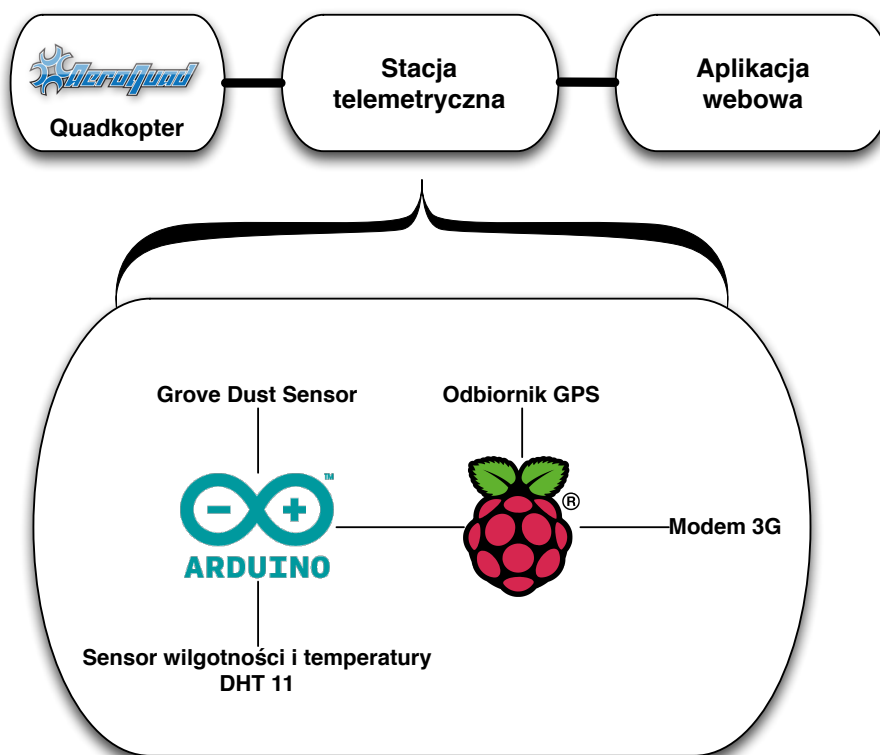 AeroQuad
Quadkopter
Stacja
telemetryczna
Aplikacja
webowa
Grove Dust Sensor
Odbiornik GPS
TM
ARDUINO
®
Modem 3G
Sensor wilgotności i temperatury
DHT 11